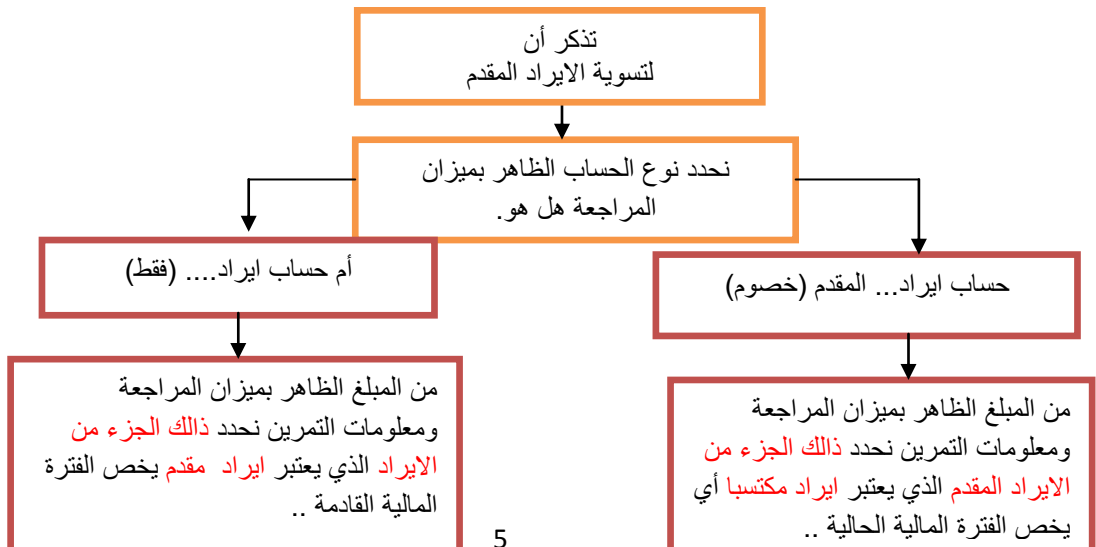 تذكر أن
لتسوية الايراد المقدم
نحدد نوع الحساب الظاهر بميزان
المراجعة هل هو.
حساب ايراد... المقدم (خصوم)
أم حساب ايراد.... (فقط)
من المبلغ الظاهر بميزان المراجعة
ومعلومات التمرين نحدد ذالك الجزء من
الايراد المقدم الذي يعتبر ايراد مكتسبا أي
يخص الفترة المالية الحالية ..
من المبلغ الظاهر بميزان المراجعة
ومعلومات التمرين نحدد ذالك الجزء من
الايراد الذي يعتبر ايراد مقدم يخص الفترة
المالية القادمة ..
5